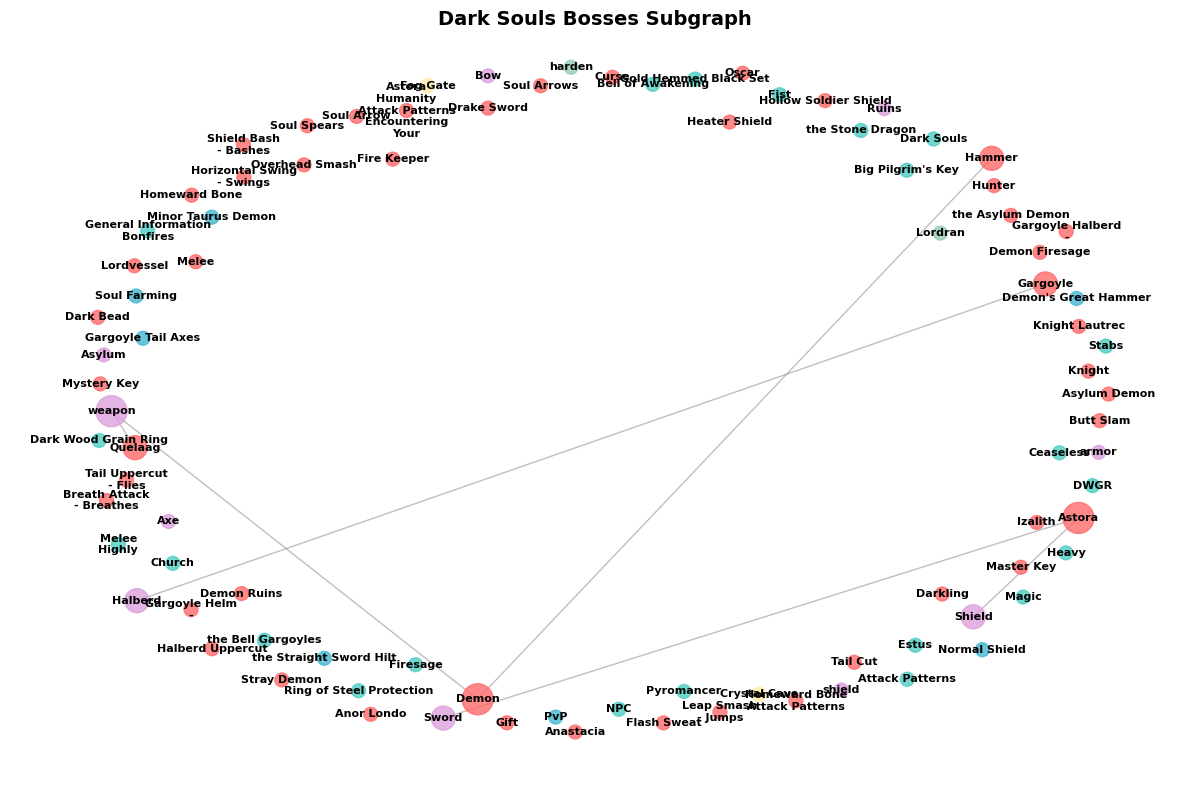 Dark Souls Bosses Subgraph
harden
Bow
Curse
Oscar
Gold Hemmed Black Set
Bell of Awakening
Soul Arrows
Fog Gate
Astora
Humanity
Attack Patterns
Encountering
Your
Drake Sword
Fist
Hollow Soldier Shield
Ruins
Soul Arrow
Soul Spears
Heater Shield
the Stone Dragon
Dark Souls
Shield Bash
- Bashes
Overhead Smash
Fire Keeper
Hammer
Big Pilgrim's Key
Horizontal Swing
- Swings
Hunter
Homeward Bone
Minor Taurus Demon
the Asylum Demon
General Information
Bonfires
Gargoyle Halberd
-
Lordran
Demon Firesage
Melee
Lordvessel
Gargoyle
Soul Farming
Demon's Great Hammer
Dark Bead
Knight Lautrec
Gargoyle Tail Axes
Stabs
Asylum
Knight
Mystery Key
Asylum Demon
weapon
Butt Slam
Dark Wood Grain Ring
Quelaag
Ceaseless
armor
Tail Uppercut
- Flies
DWGR
Breath Attack
- Breathes
Axe
Astora
Izalith
Melee
Highly
Heavy
Church
Master Key
Demon Ruins
Darkling
Magic
Halberd
Gargoyle Helm
-
Shield
the Bell Gargoyles
Halberd Uppercut
Estus
Normal Shield
the Straight Sword Hilt
Firesage
Tail Cut
Stray Demon
Attack Patterns
Ring of Steel Protection
Pyromancer
shield
Crystal Cave
Homeward Bone
Attack Patterns
Demon
Leap Smash
- Jumps
NPC
Anor Londo
Sword
PvP
Gift
Flash Sweat
Anastacia